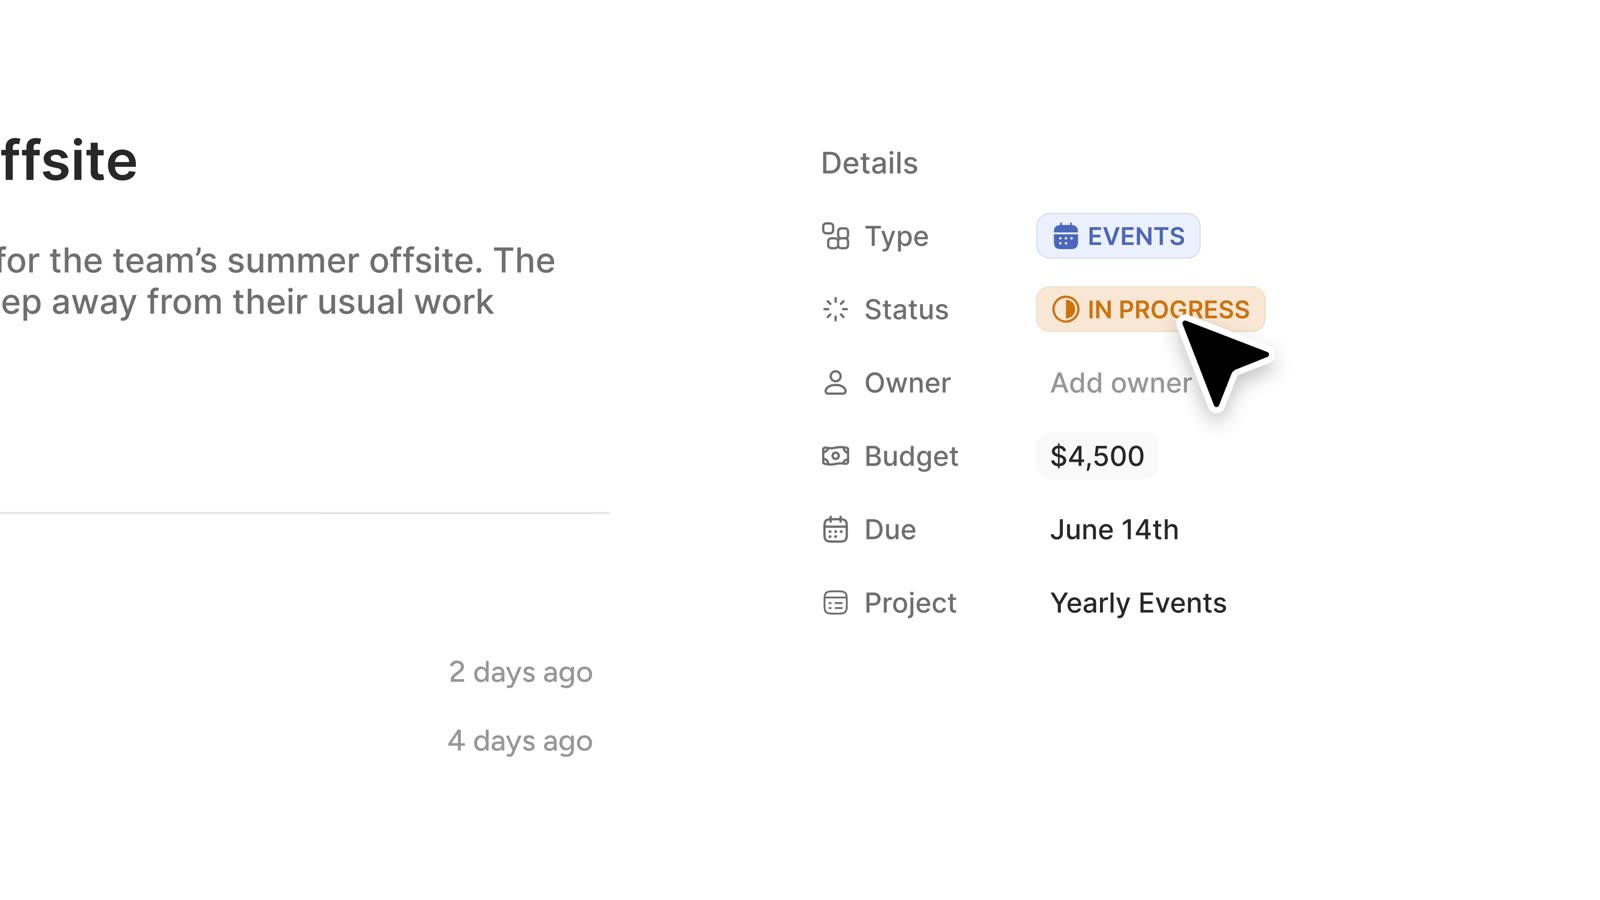 ffsite
for the team’s summer offsite. The
ep away from their usual work
2 days ago
4 days ago
Details
Type EVENTS
Status IN PROGRESS
Owner Add owner
Budget $4,500
Due June 14th
Project Yearly Events